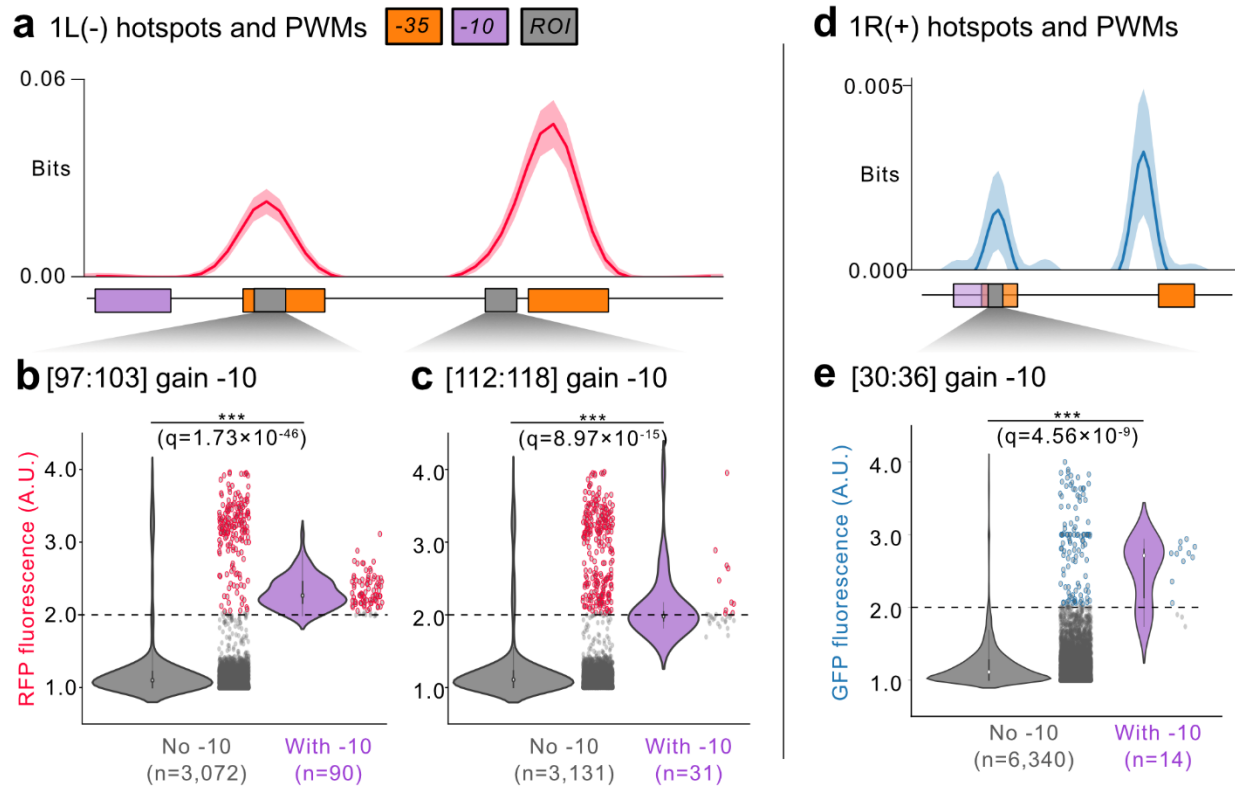 a 1L(-) hotspots and PWMs -35 -10 ROI
0.06
Bits
0.00
d 1R(+) hotspots and PWMs
0.005
Bits
0.000
b [97:103] gain -10
***
(q=1.73×10⁻⁴⁶)
RFP fluorescence (A.U.)
4.0
3.0
2.0
1.0
No -10
(n=3,072)
With -10
(n=90)
c [112:118] gain -10
***
(q=8.97×10⁻¹⁵)
4.0
3.0
2.0
1.0
No -10
(n=3,131)
With -10
(n=31)
e [30:36] gain -10
***
(q=4.56×10⁻⁹)
GFP fluorescence (A.U.)
4.0
3.0
2.0
1.0
No -10
(n=6,340)
With -10
(n=14)